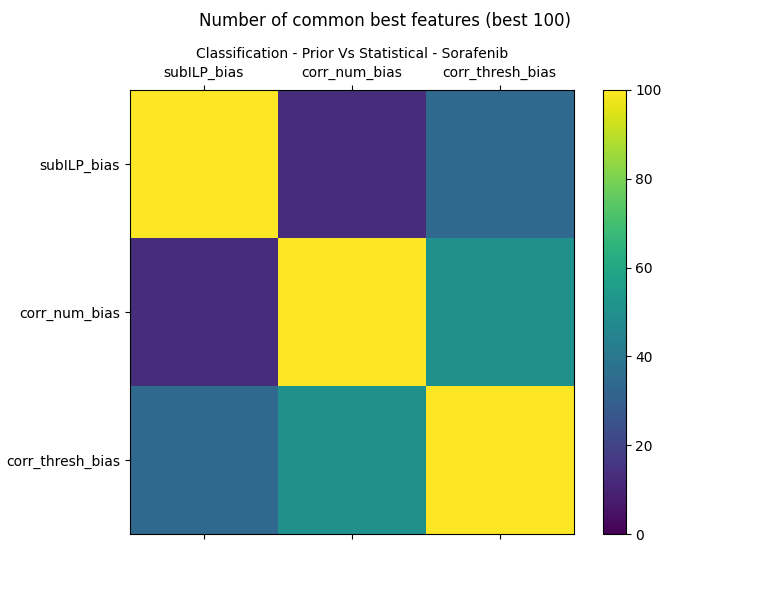 Number of common best features (best 100)
Classification - Prior Vs Statistical - Sorafenib
subILP_bias corr_num_bias corr_thresh_bias
100
subILP_bias
80
60
corr_num_bias
40
corr_thresh_bias
20
0